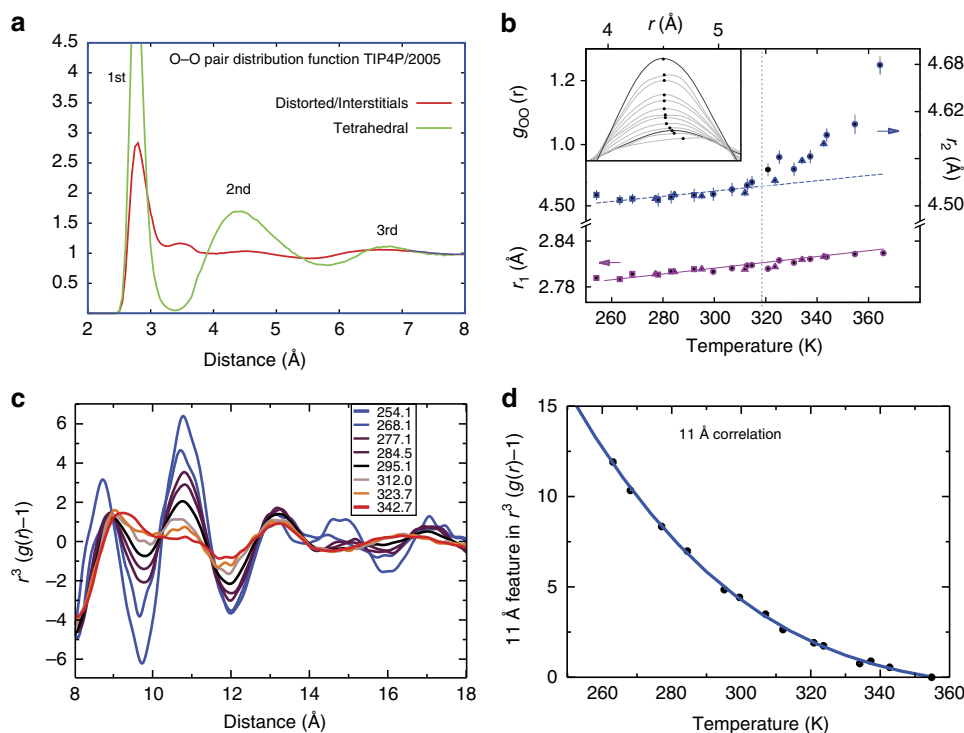 a
O–O pair distribution function TIP4P/2005
1st
Distorted/Interstitials
Tetrahedral
2nd
3rd
4.5
4
3.5
3
2.5
2
1.5
1
2 3 4 5 6 7 8
Distance (Å)
b
r (Å)
4 5
gOO (r)
1.2
1.0
4.50
r1 (Å)
2.84
2.78
4.68
4.62
4.50
r2 (Å)
260 280 300 320 340 360 380
Temperature (K)
c
r3 (g(r)–1)
6
4
2
0
–2
–4
–6
254.1
268.1
277.1
284.5
295.1
312.0
323.7
342.7
8 10 12 14 16 18
Distance (Å)
d
11 Å correlation
11 Å feature in r3 (g(r)–1)
15
10
5
0
260 280 300 320 340 360
Temperature (K)